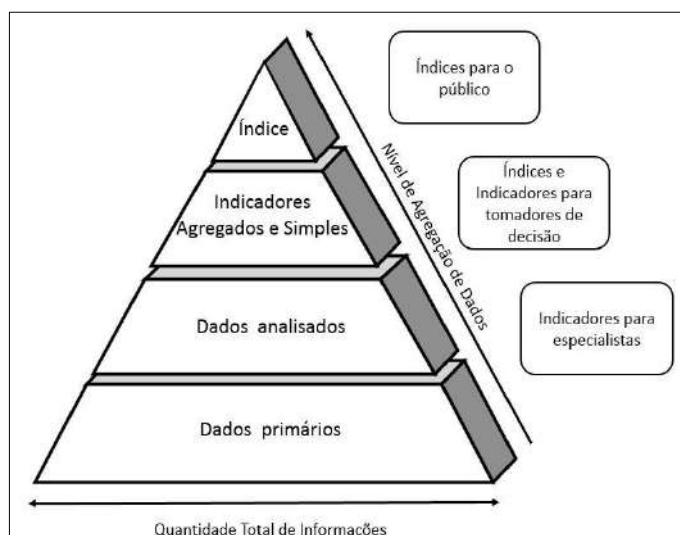 Índice
Indicadores
Agregados e Simples
Dados analisados
Dados primários
Quantidade Total de Informações
Nível de Agregação de Dados
Índices para o
público
Índices e
Indicadores para
tomadores de
decisão
Indicadores para
especialistas